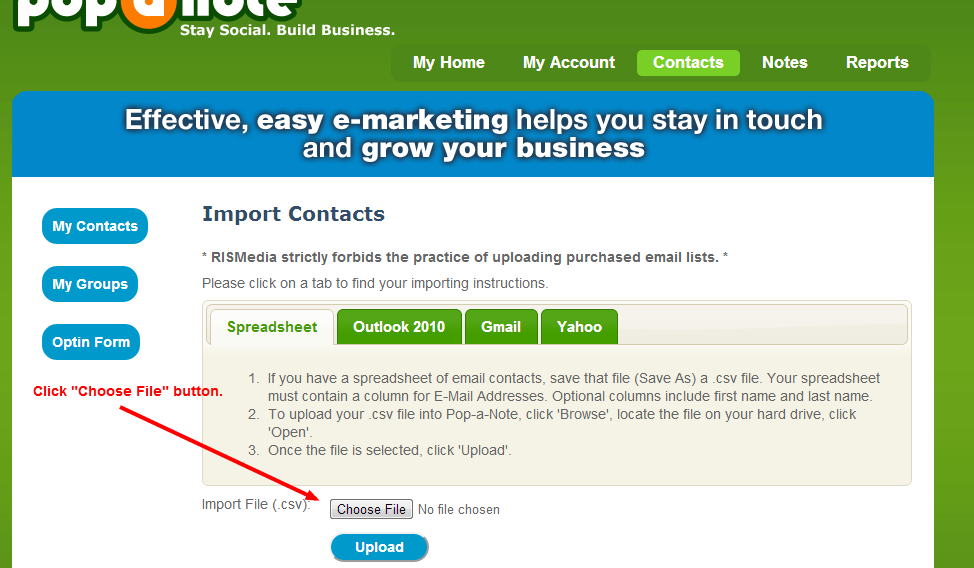 pop a note
Stay Social. Build Business.
My Home My Account Contacts Notes Reports
Effective, easy e-marketing helps you stay in touch
and grow your business
My Contacts
My Groups
Optin Form
Import Contacts
* RISMedia strictly forbids the practice of uploading purchased email lists. *
Please click on a tab to find your importing instructions.
Spreadsheet Outlook 2010 Gmail Yahoo
1. If you have a spreadsheet of email contacts, save that file (Save As) a .csv file. Your spreadsheet
must contain a column for E-Mail Addresses. Optional columns include first name and last name.
2. To upload your .csv file into Pop-a-Note, click 'Browse', locate the file on your hard drive, click
'Open'.
3. Once the file is selected, click 'Upload'.
Click "Choose File" button.
Import File (.csv): Choose File No file chosen
Upload